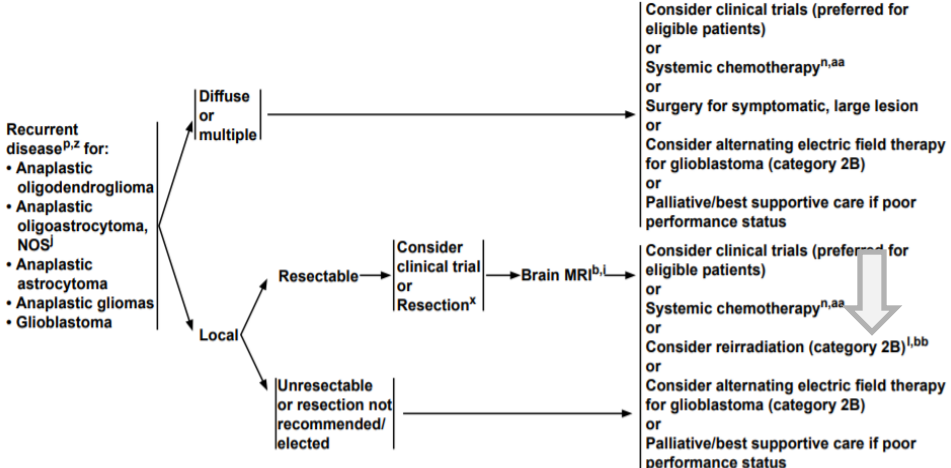 Recurrent
disease^p,z for:
• Anaplastic
oligodendroglioma
• Anaplastic
oligoastrocytoma,
NOS^j
• Anaplastic
astrocytoma
• Anaplastic gliomas
• Glioblastoma
Diffuse
or
multiple
Local
Resectable
Consider
clinical trial
or
Resection^x
Brain MRI^b,i
Unresectable
or resection not
recommended/
elected
Consider clinical trials (preferred for
eligible patients)
or
Systemic chemotherapy^n,aa
or
Surgery for symptomatic, large lesion
or
Consider alternating electric field therapy
for glioblastoma (category 2B)
or
Palliative/best supportive care if poor
performance status
Consider clinical trials (preferred for
eligible patients)
or
Systemic chemotherapy^n,aa
or
Consider reirradiation (category 2B)^l,bb
or
Consider alternating electric field therapy
for glioblastoma (category 2B)
or
Palliative/best supportive care if poor
performance status